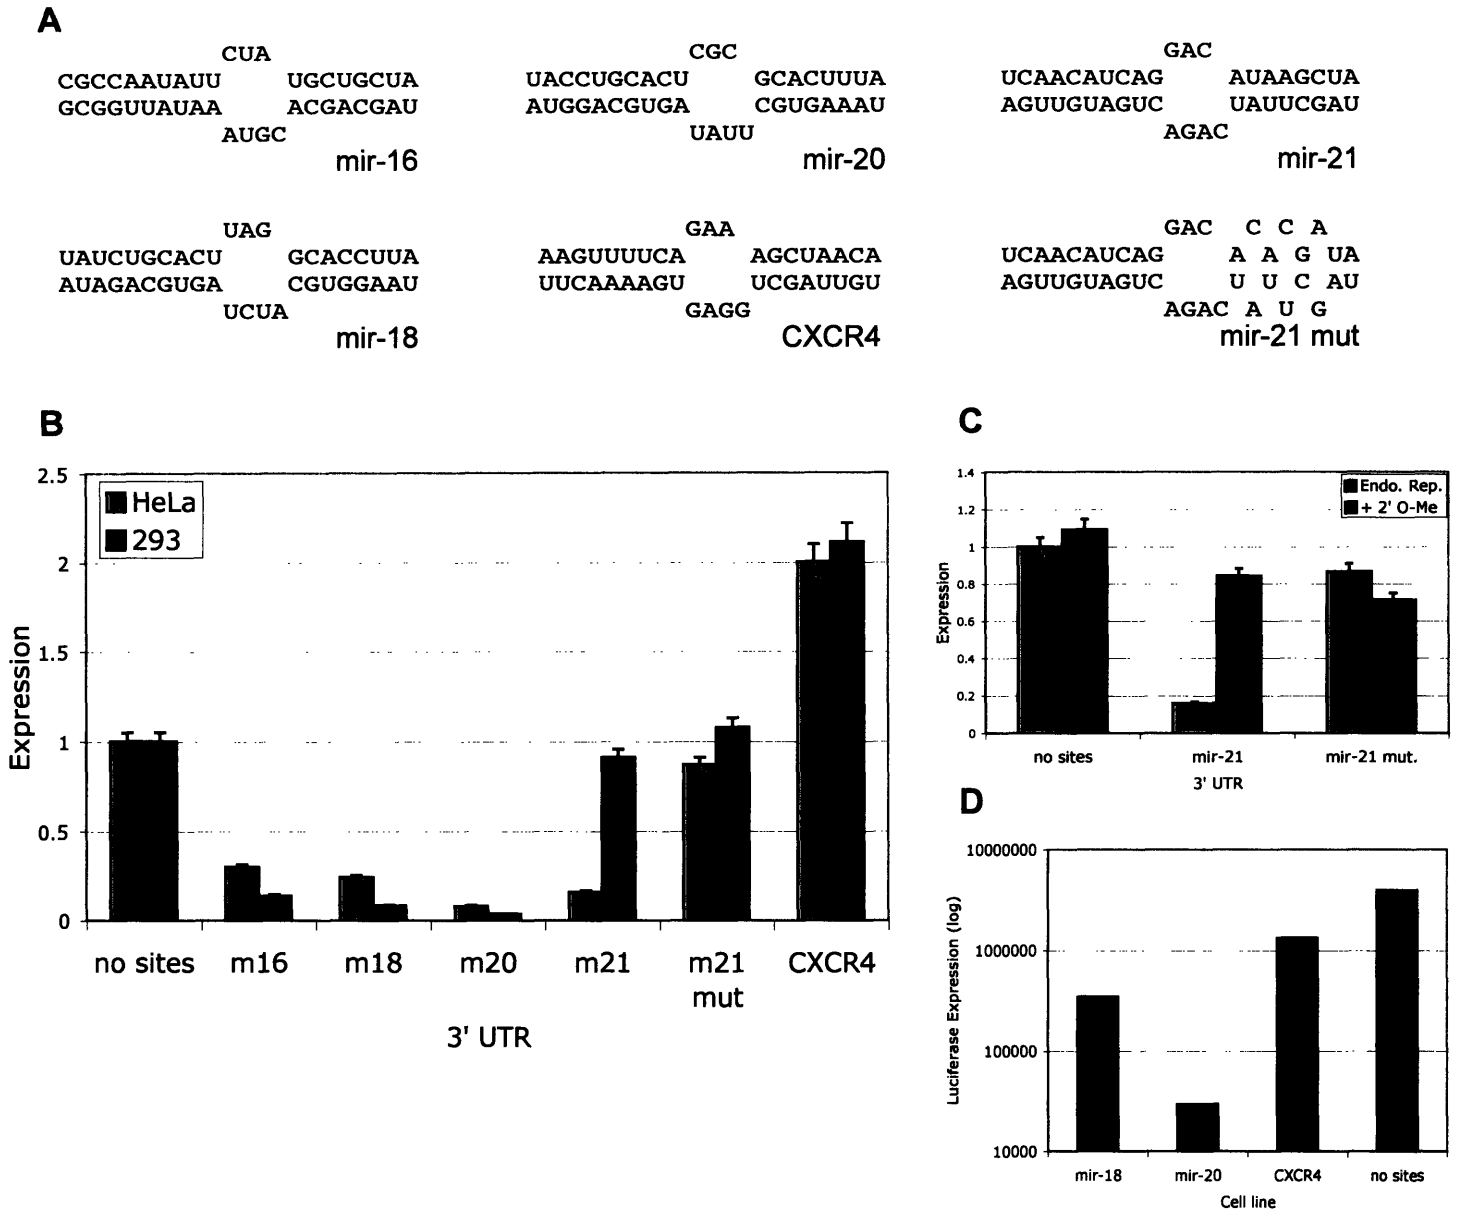 A
CUA
CGCCAAUAUU UGCUGCUA
GCGGUUAUAA ACGACGAU
AUGC
mir-16
CGC
UACCUGCACU GCACUUUA
AUGGACGUGA CGUGAAAU
UAUU
mir-20
GAC
UCAACAUCAG AUAAGCUA
AGUUGUAGUC UAUUCGAU
AGAC
mir-21
UAG
UAUCUGCACU GCACCUUA
AUAGACGUGA CGUGGAAU
UCUA
mir-18
GAA
AAGUUUUCA AGCUAACA
UUCAAAAGU UCGAUUGU
GAGG
CXCR4
GAC C C A
UCAACAUCAG A A G UA
AGUUGUAGUC U U C AU
AGAC A U G
mir-21 mut
B
2.5
2
1.5
1
0.5
0
Expression
HeLa
293
no sites m16 m18 m20 m21 m21 mut CXCR4
3' UTR
C
1.4
1.2
1
0.8
0.6
0.4
0.2
0
Expression
Endo. Rep.
+ 2' O-Me
no sites mir-21 mir-21 mut.
3' UTR
D
10000000
1000000
100000
10000
Luciferase Expression (log)
mir-18 mir-20 CXCR4 no sites
Cell line